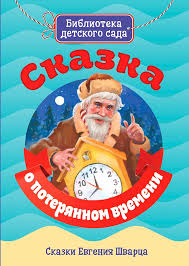 Библиотека
детского сада
Сказка
о потерянном времени
Сказки Евгения Шварца